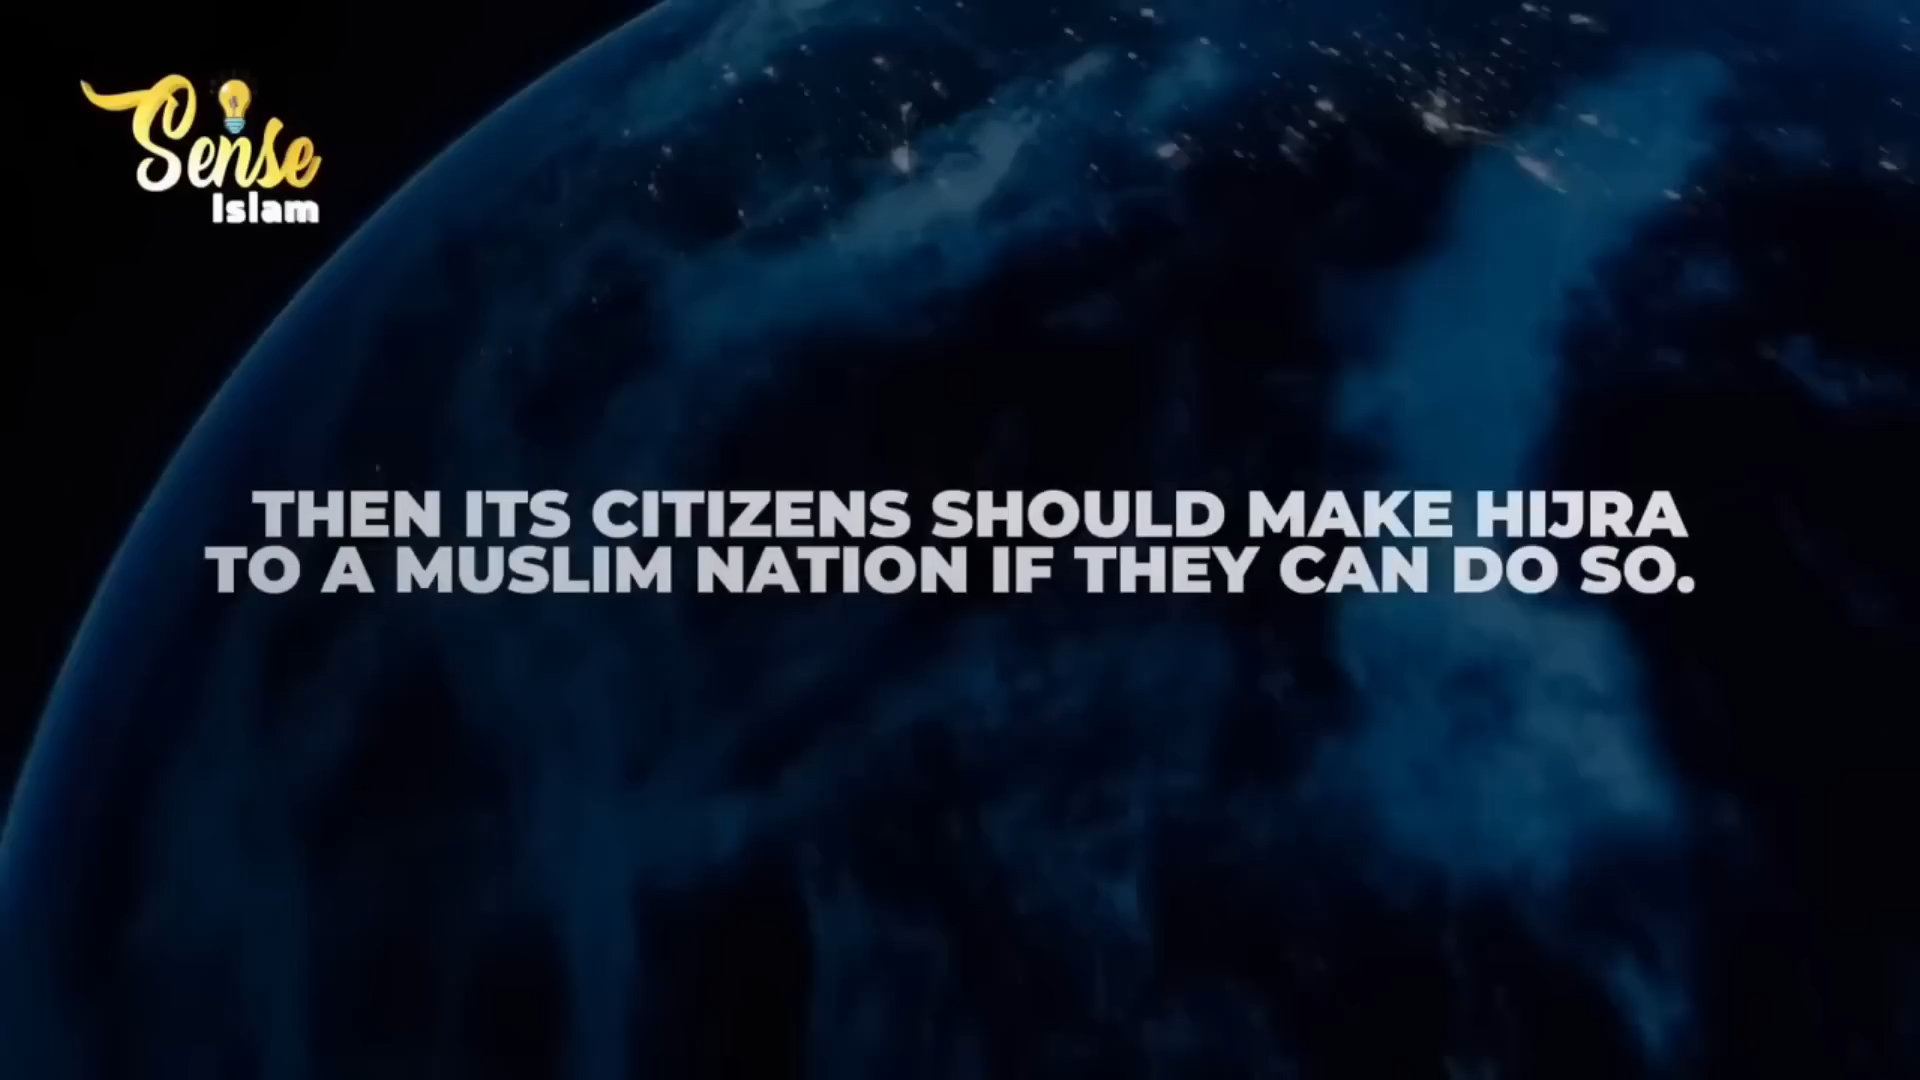 Sense
Islam
THEN ITS CITIZENS SHOULD MAKE HIJRA
TO A MUSLIM NATION IF THEY CAN DO SO.